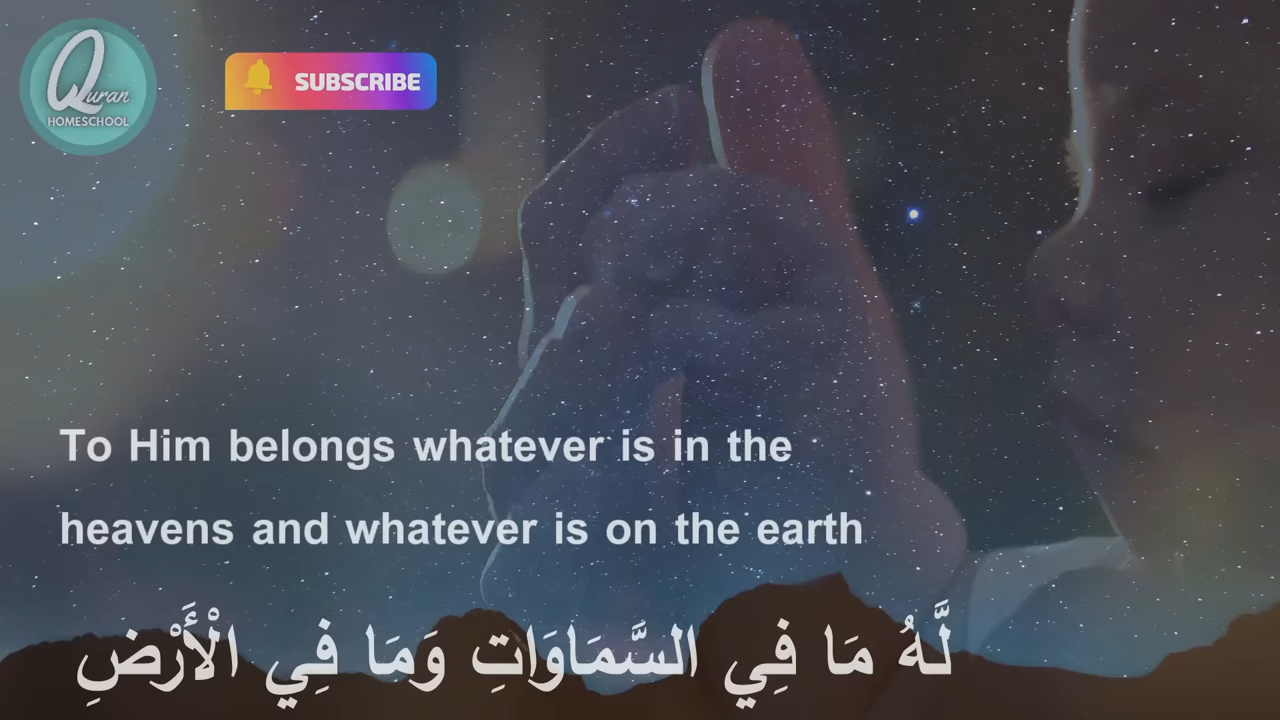 Quran
HOMESCHOOL
SUBSCRIBE
To Him belongs whatever is in the
heavens and whatever is on the earth
لَّهُ مَا فِي السَّمَاوَاتِ وَمَا فِي الْأَرْضِ